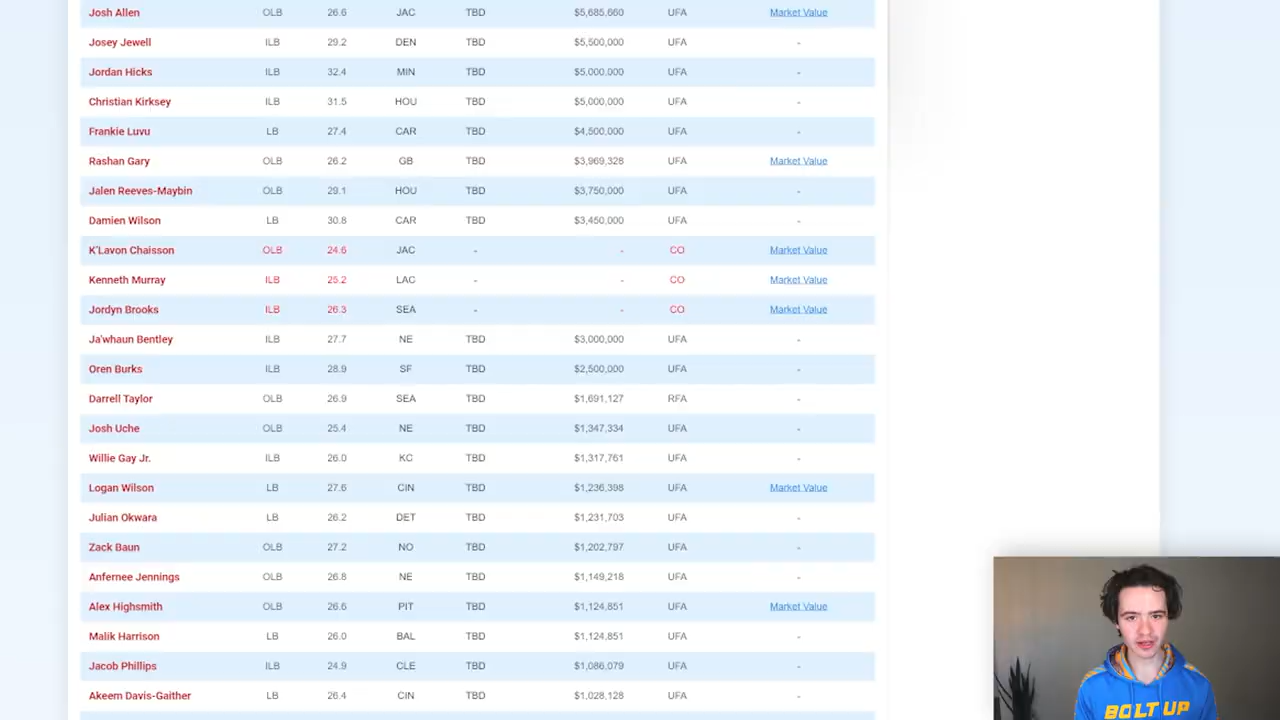 Josh Allen OLB 26.6 JAC TBD $5,685,660 UFA Market Value
Josey Jewell ILB 29.2 DEN TBD $5,500,000 UFA -
Jordan Hicks ILB 32.4 MIN TBD $5,000,000 UFA -
Christian Kirksey ILB 31.5 HOU TBD $5,000,000 UFA -
Frankie Luvu LB 27.4 CAR TBD $4,500,000 UFA -
Rashan Gary OLB 26.2 GB TBD $3,969,328 UFA Market Value
Jalen Reeves-Maybin OLB 29.1 HOU TBD $3,750,000 UFA -
Damien Wilson LB 30.8 CAR TBD $3,450,000 UFA -
K'Lavon Chaisson OLB 24.6 JAC - - CO Market Value
Kenneth Murray ILB 25.2 LAC - - CO Market Value
Jordyn Brooks ILB 26.3 SEA - - CO Market Value
Ja'whaun Bentley ILB 27.7 NE TBD $3,000,000 UFA -
Oren Burks ILB 28.9 SF TBD $2,500,000 UFA -
Darrell Taylor OLB 26.9 SEA TBD $1,691,127 RFA -
Josh Uche OLB 25.4 NE TBD $1,347,334 UFA -
Willie Gay Jr. ILB 26.0 KC TBD $1,317,761 UFA -
Logan Wilson LB 27.6 CIN TBD $1,236,398 UFA Market Value
Julian Okwara LB 26.2 DET TBD $1,231,703 UFA -
Zack Baun OLB 27.2 NO TBD $1,202,797 UFA -
Anfernee Jennings OLB 26.8 NE TBD $1,149,218 UFA -
Alex Highsmith OLB 26.6 PIT TBD $1,124,851 UFA Market Value
Malik Harrison LB 26.0 BAL TBD $1,124,851 UFA -
Jacob Phillips ILB 24.9 CLE TBD $1,086,079 UFA -
Akeem Davis-Gaither LB 26.4 CIN TBD $1,028,128 UFA -
BOLT UP